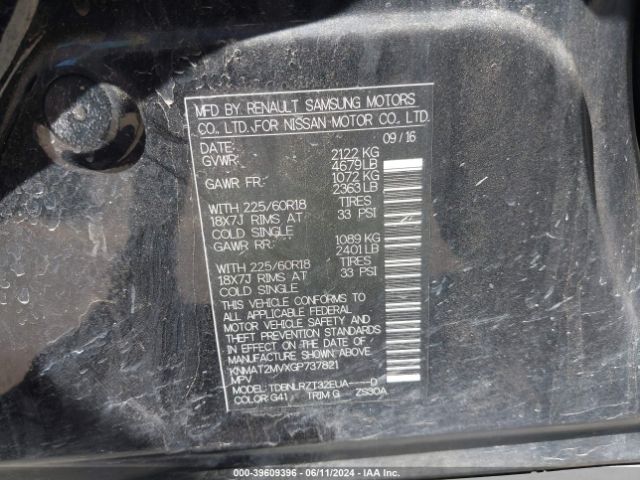 MFD BY RENAULT SAMSUNG MOTORS
CO., LTD., FOR NISSAN MOTOR CO., LTD.
DATE: 09/16
GVWR: 2122 KG
4679LB
GAWR FR: 1072 KG
2363 LB
WITH 225/60R18 TIRES
18X7J RIMS AT 33 PSI
COLD SINGLE
GAWR RR: 1089 KG
2401 LB
WITH 225/60R18 TIRES
18X7J RIMS AT 33 PSI
COLD SINGLE
THIS VEHICLE CONFORMS TO
ALL APPLICABLE FEDERAL
MOTOR VEHICLE SAFETY AND
THEFT PREVENTION STANDARDS
IN EFFECT ON THE DATE OF
MANUFACTURE SHOWN ABOVE.
KNMAT2MVXGP737821
MPV
MODEL: TDBNLRZT32EUA----D
COLOR: G41 TRIM: G ZS30A
000-39609396 - 06/11/2024 - IAA Inc.